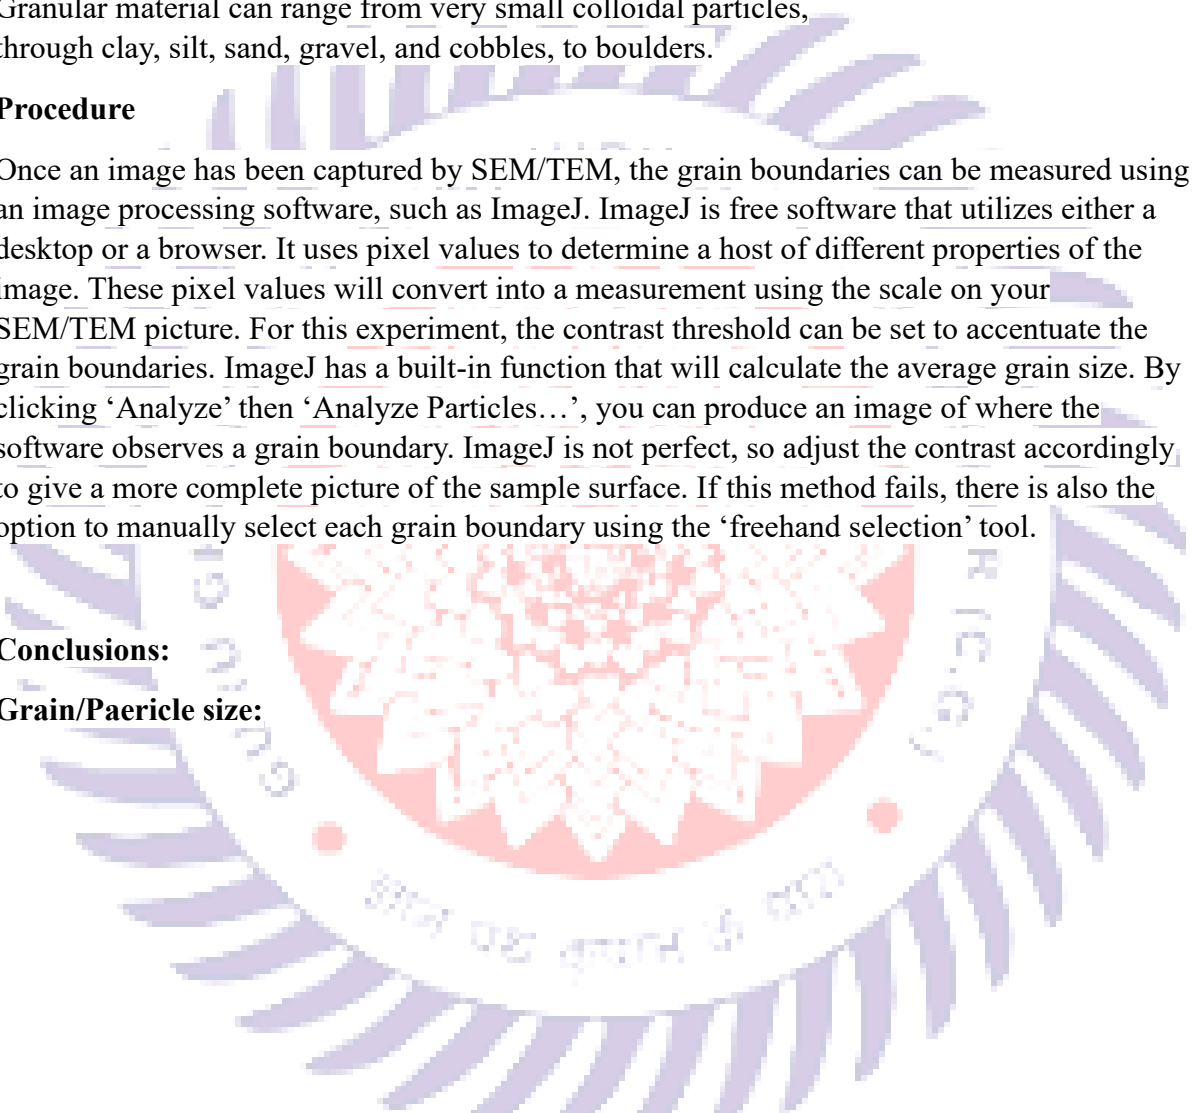 Granular material can range from very small colloidal particles,
through clay, silt, sand, gravel, and cobbles, to boulders.
Procedure
Once an image has been captured by SEM/TEM, the grain boundaries can be measured using
an image processing software, such as ImageJ. ImageJ is free software that utilizes either a
desktop or a browser. It uses pixel values to determine a host of different properties of the
image. These pixel values will convert into a measurement using the scale on your
SEM/TEM picture. For this experiment, the contrast threshold can be set to accentuate the
grain boundaries. ImageJ has a built-in function that will calculate the average grain size. By
clicking ‘Analyze’ then ‘Analyze Particles…’, you can produce an image of where the
software observes a grain boundary. ImageJ is not perfect, so adjust the contrast accordingly
to give a more complete picture of the sample surface. If this method fails, there is also the
option to manually select each grain boundary using the ‘freehand selection’ tool.
Conclusions:
Grain/Paericle size: